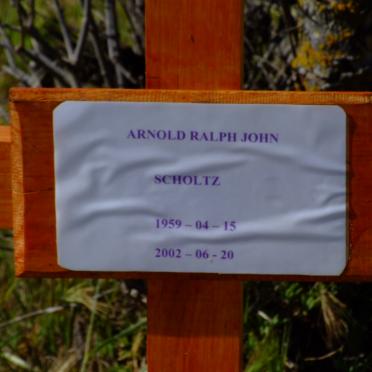 ARNOLD RALPH JOHN
SCHOLTZ
1959 – 04 – 15
2002 – 06 - 20